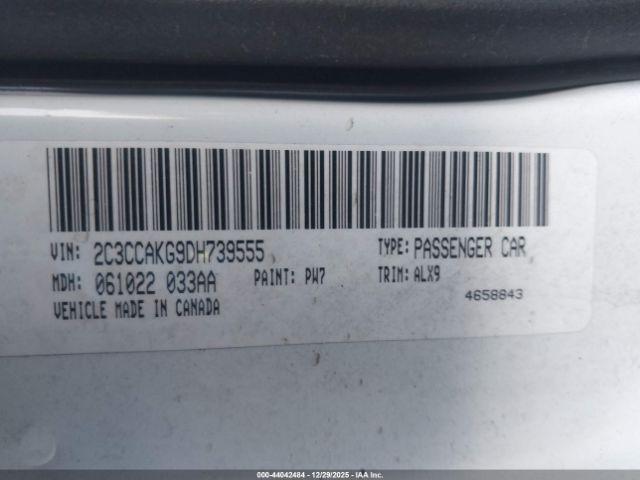 VIN: 2C3CCAKG9DH739555 TYPE: PASSENGER CAR
MDH: 061022 033AA PAINT: PW7 TRIM: ALX9
VEHICLE MADE IN CANADA 4658843
000-44042484 - 12/29/2025 - IAA, Inc.